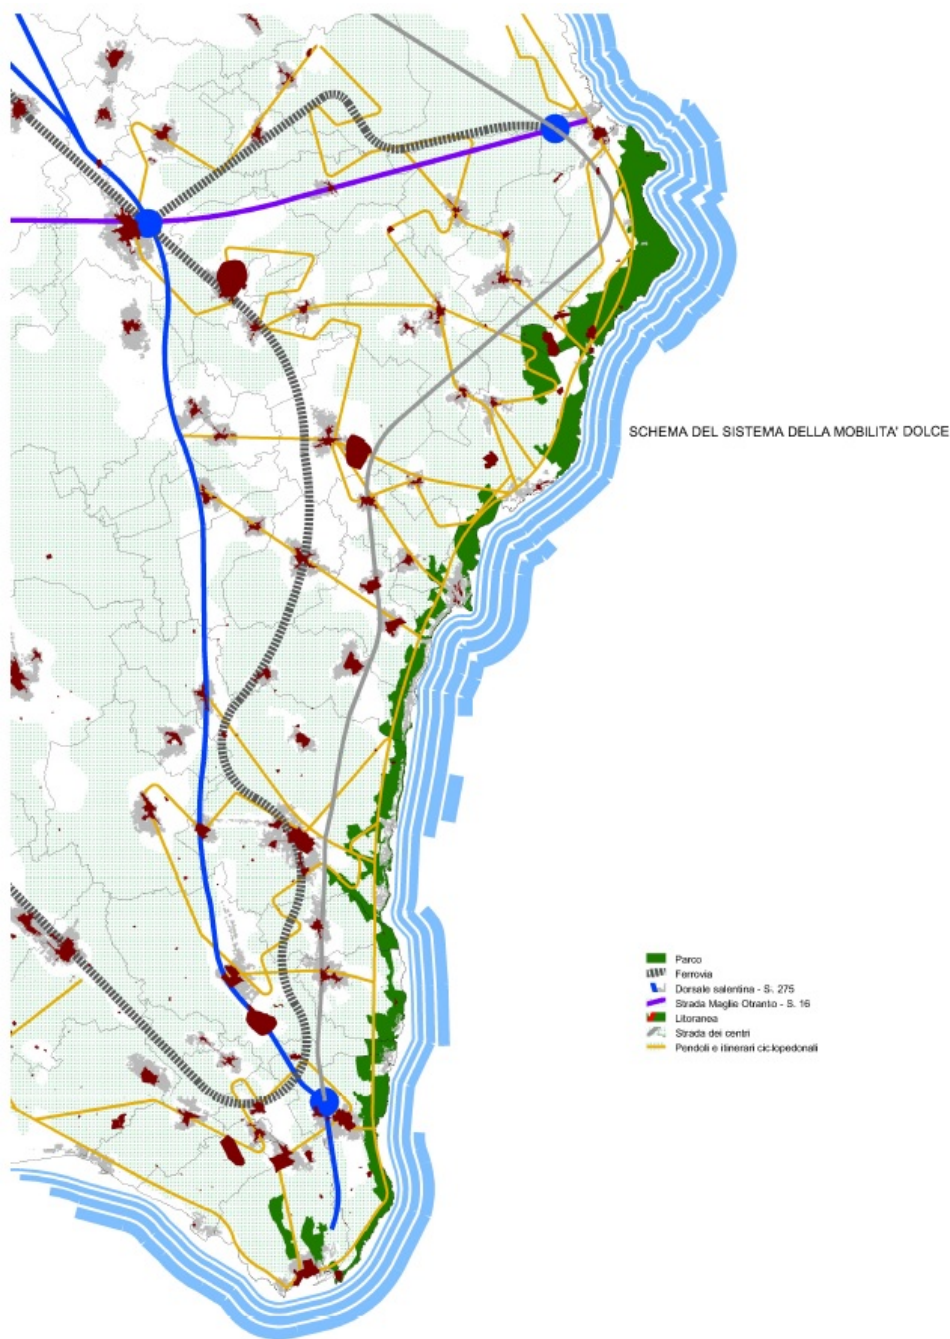 SCHEMA DEL SISTEMA DELLA MOBILITA' DOLCE
Parco
Ferrovia
Dorsale salentina - S. 275
Strada Maglie Otranto - S. 16
Litoranea
Strada dei centri
Pendoli e itinerari ciclopedonali